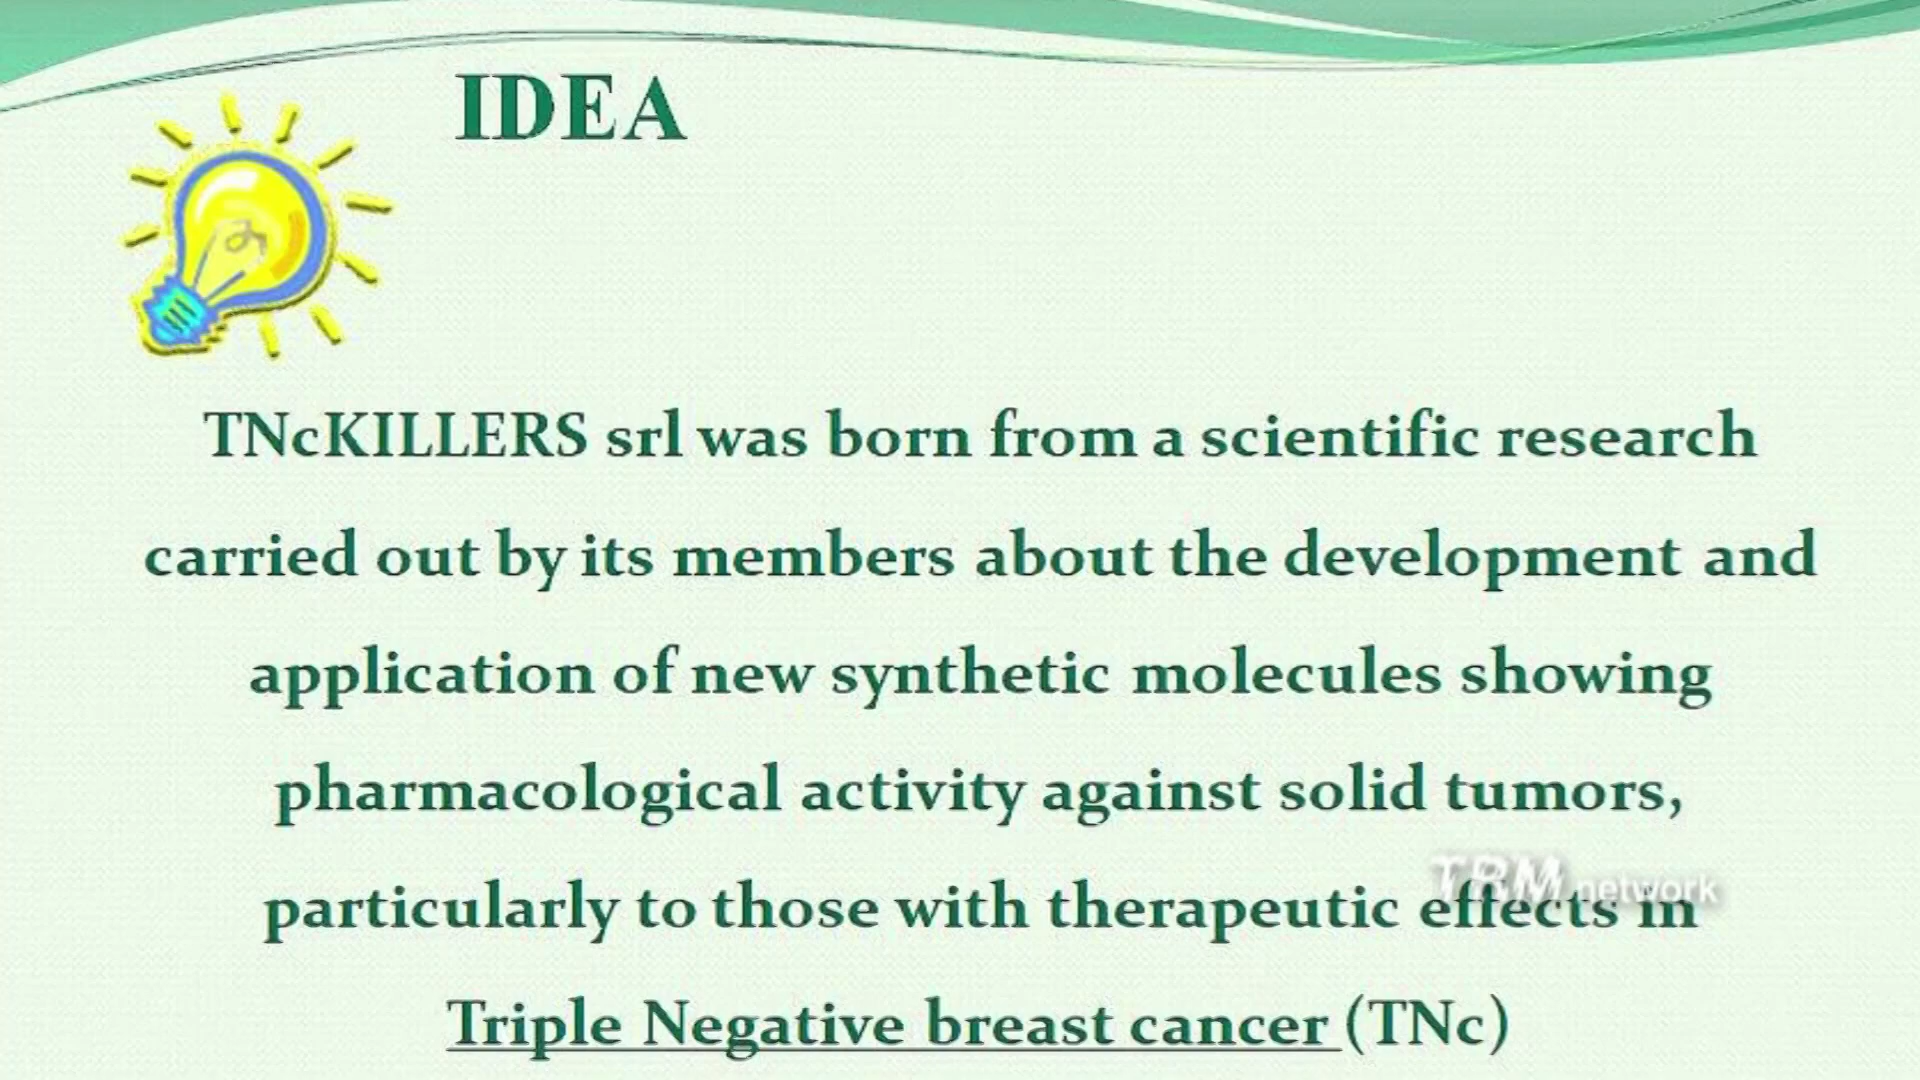 IDEA
TNcKILLERS srl was born from a scientific research
carried out by its members about the development and
application of new synthetic molecules showing
pharmacological activity against solid tumors,
TRM network
particularly to those with therapeutic effects in
Triple Negative breast cancer (TNc)